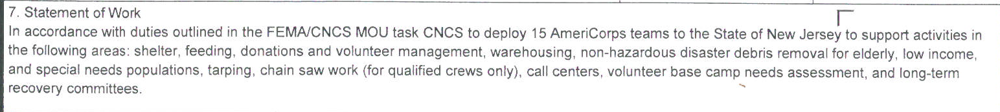 7. Statement of Work
In accordance with duties outlined in the FEMA/CNCS MOU task CNCS to deploy 15 AmeriCorps teams to the State of New Jersey to support activities in
the following areas: shelter, feeding, donations and volunteer management, warehousing, non-hazardous disaster debris removal for elderly, low income,
and special needs populations, tarping, chain saw work (for qualified crews only), call centers, volunteer base camp needs assessment, and long-term
recovery committees.